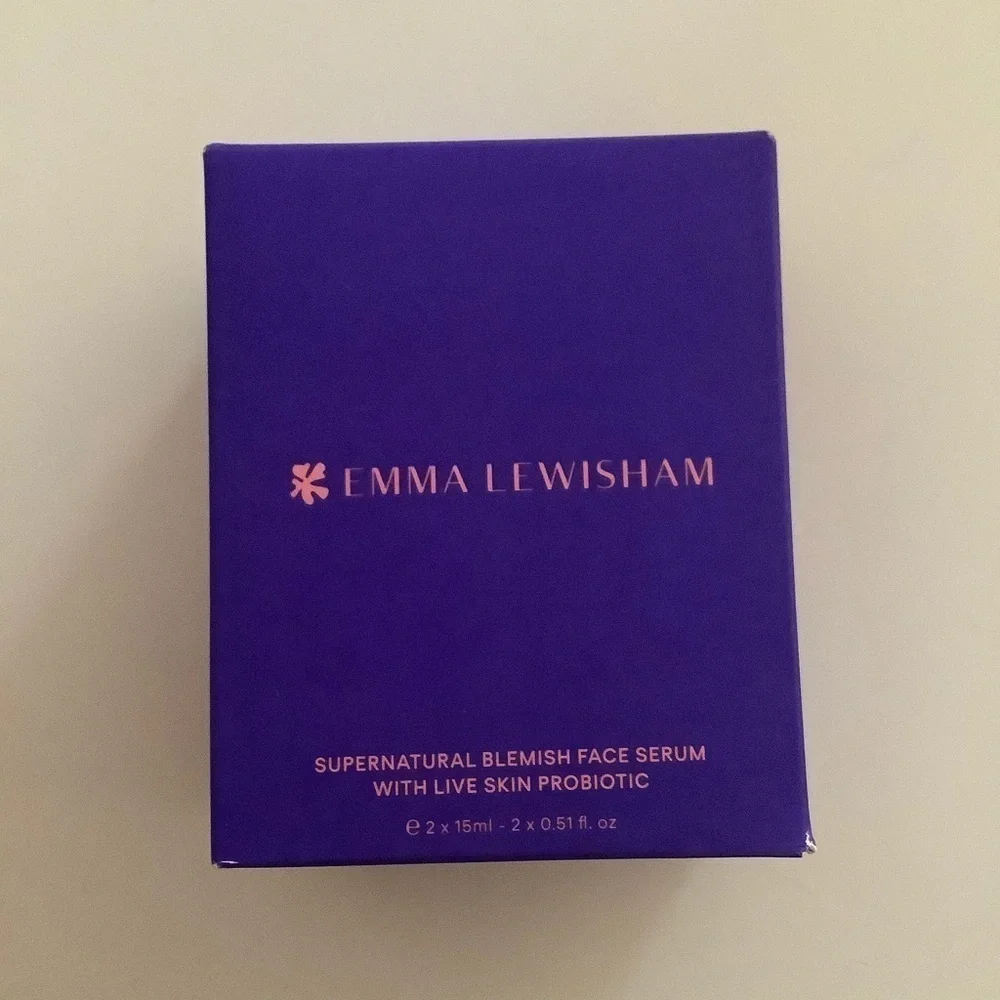 EMMA LEWISHAM
SUPERNATURAL BLEMISH FACE SERUM
WITH LIVE SKIN PROBIOTIC
℮ 2 x 15ml - 2 x 0.51 fl. oz